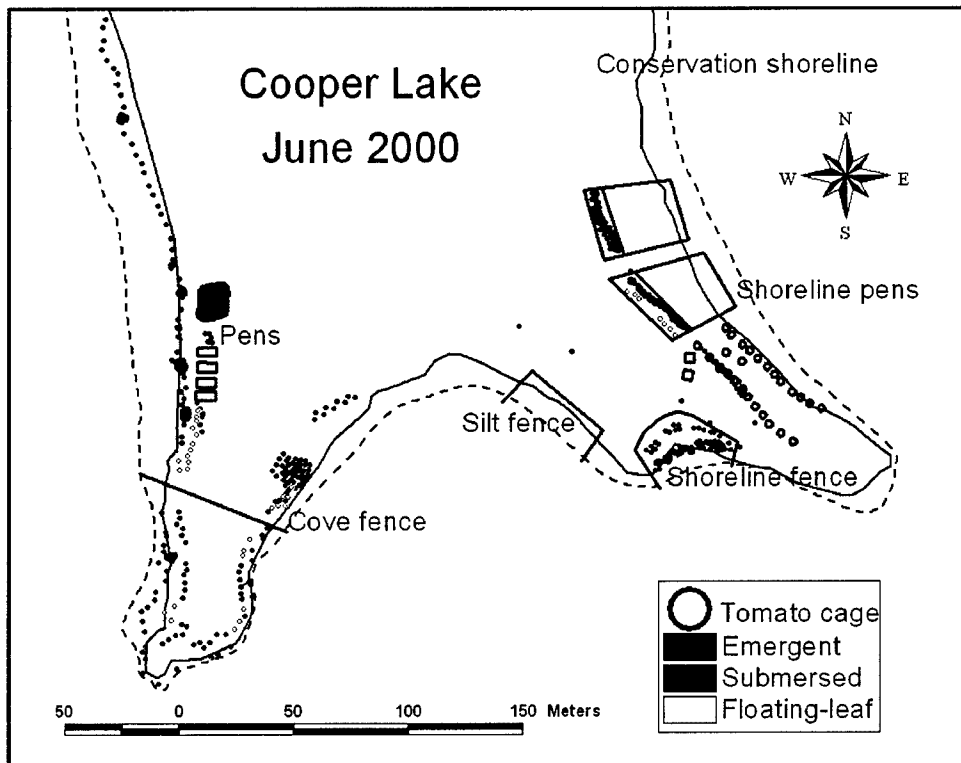 Cooper Lake
June 2000
Conservation shoreline
N
W E
S
Shoreline pens
Pens
Silt fence
Shoreline fence
Cove fence
Tomato cage
Emergent
Submersed
Floating-leaf
50 0 50 100 150 Meters